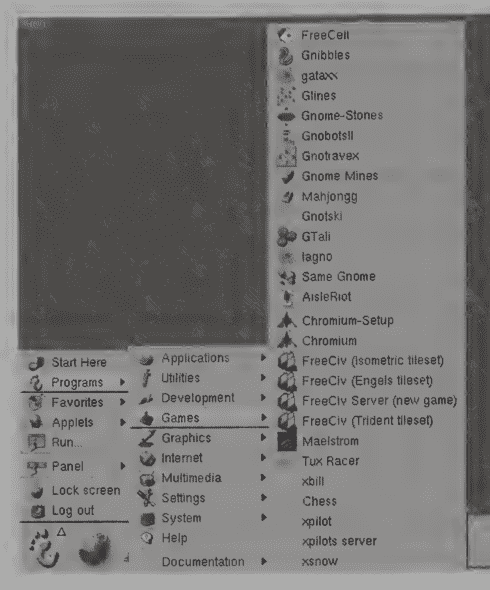 Start Here
Programs
Favorites
Applets
Run...
Panel
Lock screen
Log out
Applications
Utilities
Development
Games
Graphics
Internet
Multimedia
Settings
System
Help
Documentation
FreeCell
Gnibbles
gataxx
Glines
Gnome-Stones
GnobotsII
Gnotravex
Gnome Mines
Mahjongg
Gnotski
GTali
Iagno
Same Gnome
AisleRiot
Chromium-Setup
Chromium
FreeCiv (isometric tileset)
FreeCiv (Engels tileset)
FreeCiv Server (new game)
FreeCiv (Trident tileset)
Maelstrom
Tux Racer
xbill
Chess
xpilot
xpilots server
xsnow